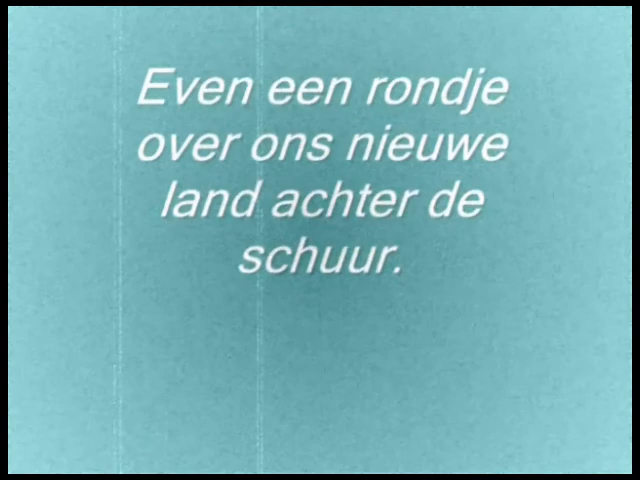 Even een rondje
over ons nieuwe
land achter de
schuur.